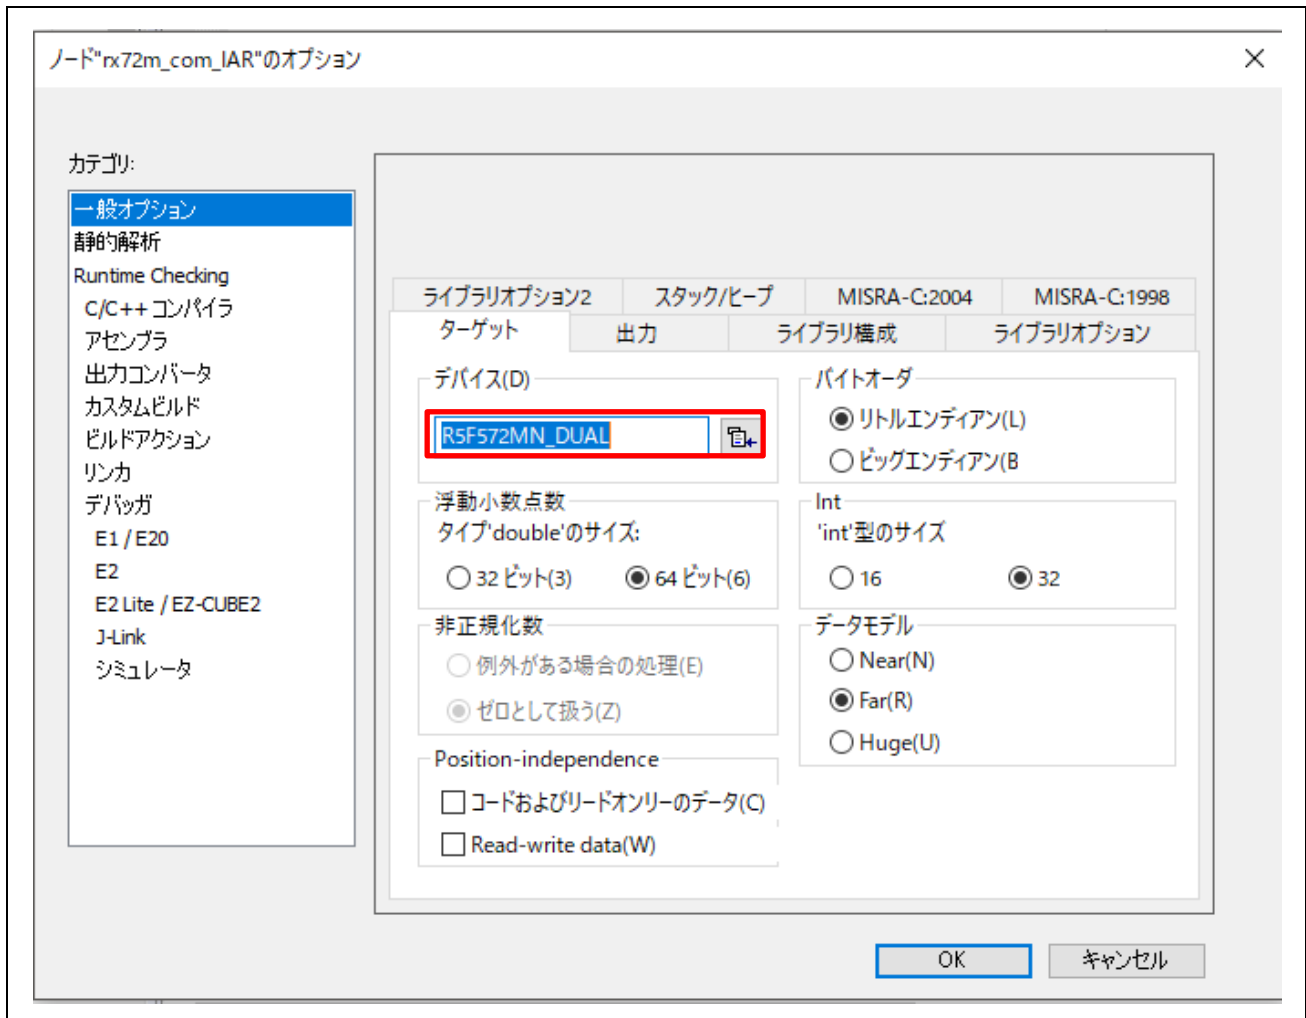 ノード"rx72m_com_IAR"のオプション
カテゴリ:
一般オプション
静的解析
Runtime Checking
C/C++ コンパイラ
アセンブラ
出力コンバータ
カスタムビルド
ビルドアクション
リンカ
デバッガ
E1 / E20
E2
E2 Lite / EZ-CUBE2
J-Link
シミュレータ
ライブラリオプション2 スタック/ヒープ MISRA-C:2004 MISRA-C:1998
ターゲット 出力 ライブラリ構成 ライブラリオプション
デバイス(D)
R5F572MN_DUAL
バイトオーダ
リトルエンディアン(L)
ビッグエンディアン(B
浮動小数点数
タイプ'double'のサイズ:
32 ビット(3) 64 ビット(6)
Int
'int'型のサイズ
16 32
非正規化数
例外がある場合の処理(E)
ゼロとして扱う(Z)
データモデル
Near(N)
Far(R)
Huge(U)
Position-independence
コードおよびリードオンリーのデータ(C)
Read-write data(W)
OK キャンセル